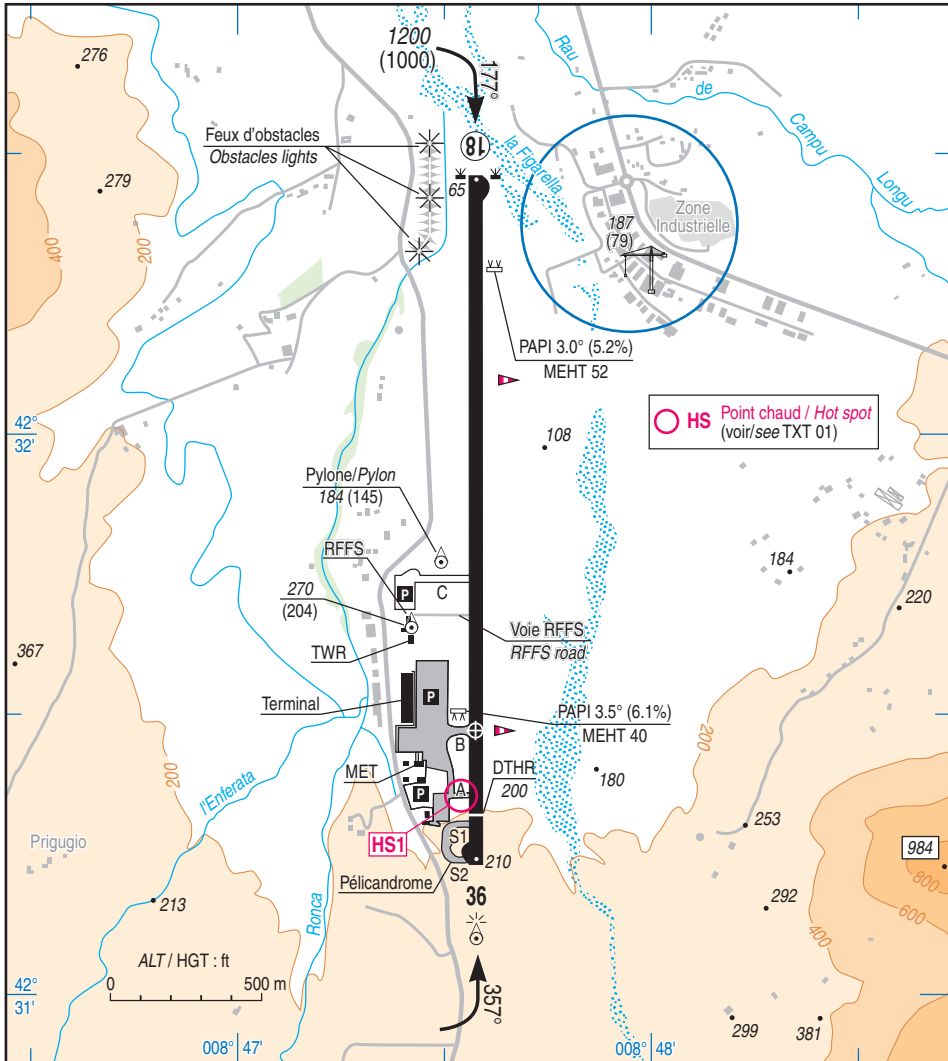 1200
(1000)
177°
Rau
de
Campu
Longu
276
Feux d'obstacles
Obstacles lights
18
la Figarella
65
279
Zone
Industrielle
187
(79)
400
200
PAPI 3.0° (5.2%)
MEHT 52
HS Point chaud / Hot spot
(voir/see TXT 01)
42°
32'
108
Pylone/Pylon
184 (145)
RFFS
P
C
184
220
270
(204)
Voie RFFS
RFFS road
TWR
367
Terminal
P
PAPI 3.5° (6.1%)
MEHT 40
B
200
200
l'Enferata
MET
DTHR
200
180
P
A
253
HS1
S1
S2
210
984
800
600
400
Prigugio
Pélicandrome
36
213
Ronca
292
ALT / HGT : ft
0 500 m
42°
31'
357°
299
381
008° 47'
008° 48'